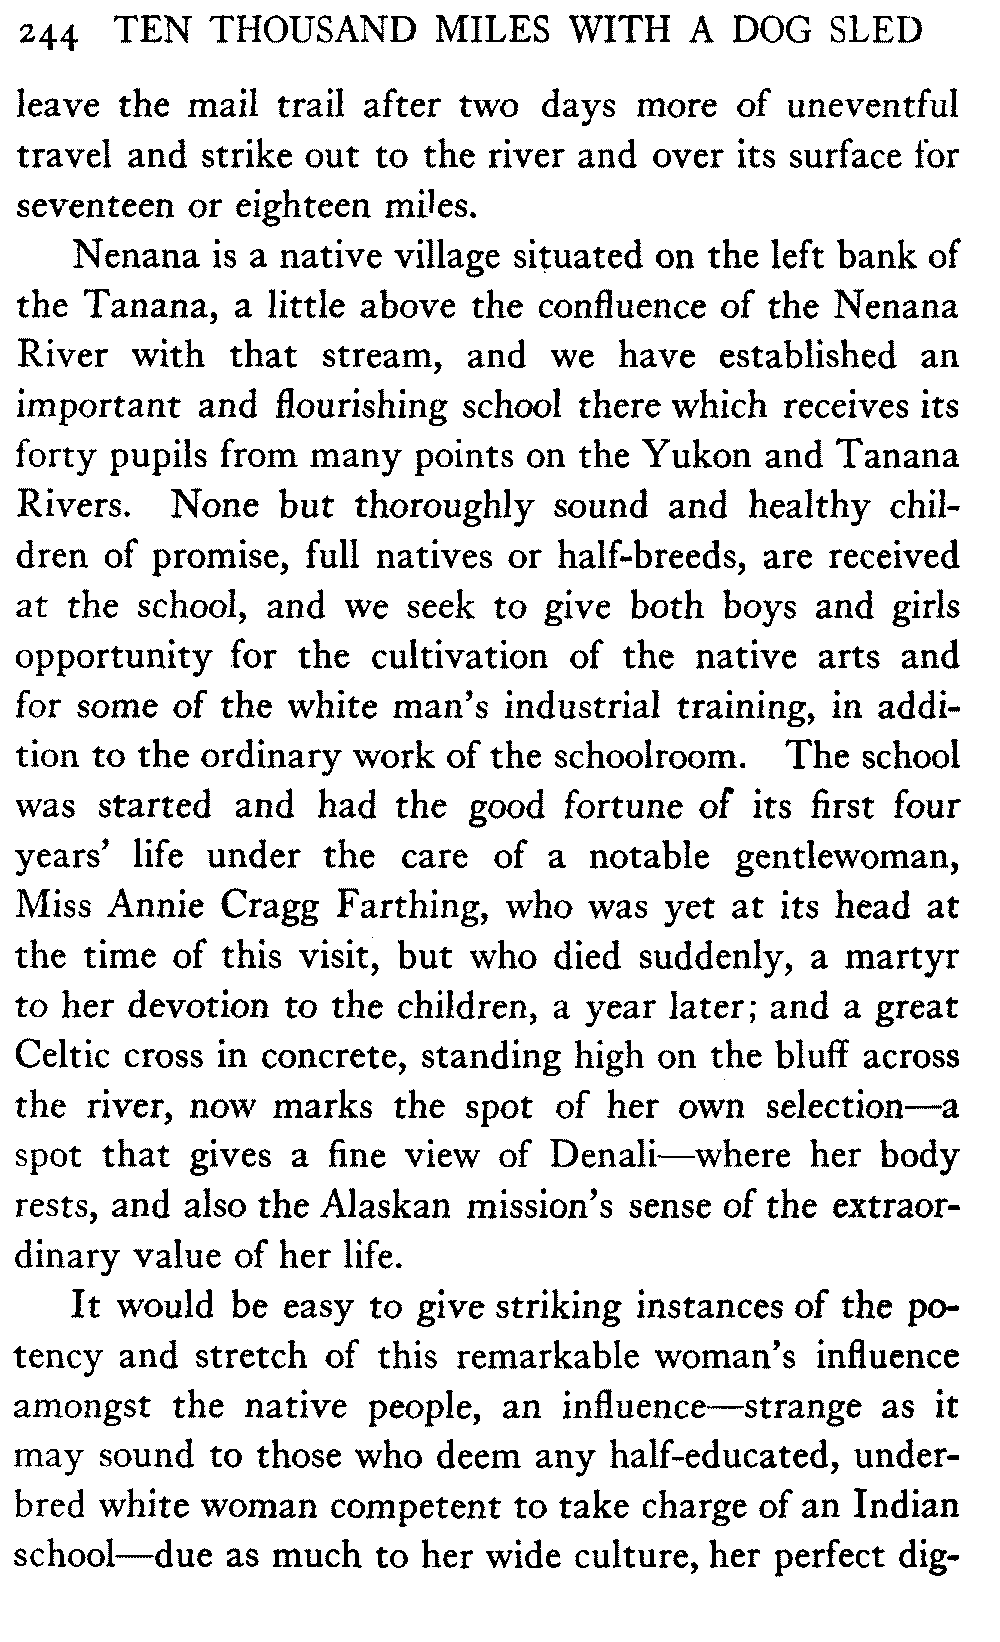 244 TEN THOUSAND MILES WITH A DOG SLED
leave the mail trail after two days more of uneventful
travel and strike out to the river and over its surface for
seventeen or eighteen miles.
Nenana is a native village situated on the left bank of
the Tanana, a little above the confluence of the Nenana
River with that stream, and we have established an
important and flourishing school there which receives its
forty pupils from many points on the Yukon and Tanana
Rivers. None but thoroughly sound and healthy chil-
dren of promise, full natives or half-breeds, are received
at the school, and we seek to give both boys and girls
opportunity for the cultivation of the native arts and
for some of the white man's industrial training, in addi-
tion to the ordinary work of the schoolroom. The school
was started and had the good fortune of its first four
years' life under the care of a notable gentlewoman,
Miss Annie Cragg Farthing, who was yet at its head at
the time of this visit, but who died suddenly, a martyr
to her devotion to the children, a year later; and a great
Celtic cross in concrete, standing high on the bluff across
the river, now marks the spot of her own selection—a
spot that gives a fine view of Denali—where her body
rests, and also the Alaskan mission's sense of the extraor-
dinary value of her life.
It would be easy to give striking instances of the po-
tency and stretch of this remarkable woman's influence
amongst the native people, an influence—strange as it
may sound to those who deem any half-educated, under-
bred white woman competent to take charge of an Indian
school—due as much to her wide culture, her perfect dig-